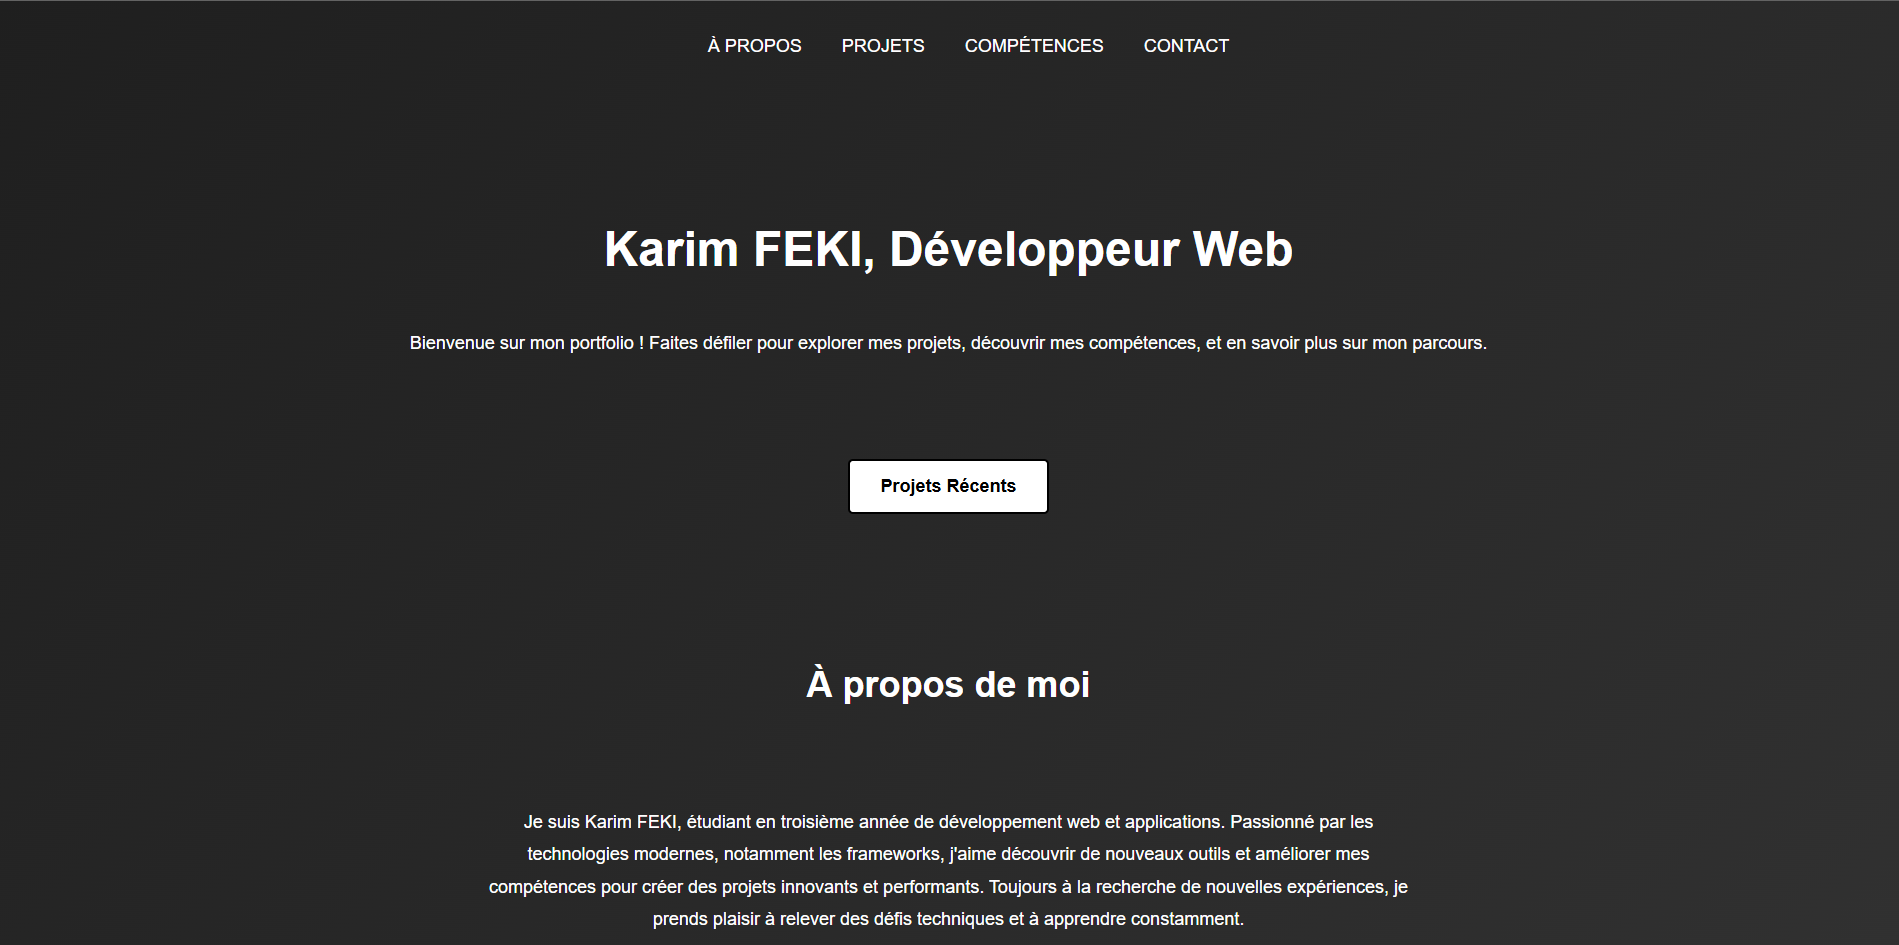 À PROPOS PROJETS COMPÉTENCES CONTACT
Karim FEKI, Développeur Web
Bienvenue sur mon portfolio ! Faites défiler pour explorer mes projets, découvrir mes compétences, et en savoir plus sur mon parcours.
Projets Récents
À propos de moi
Je suis Karim FEKI, étudiant en troisième année de développement web et applications. Passionné par les
technologies modernes, notamment les frameworks, j'aime découvrir de nouveaux outils et améliorer mes
compétences pour créer des projets innovants et performants. Toujours à la recherche de nouvelles expériences, je
prends plaisir à relever des défis techniques et à apprendre constamment.